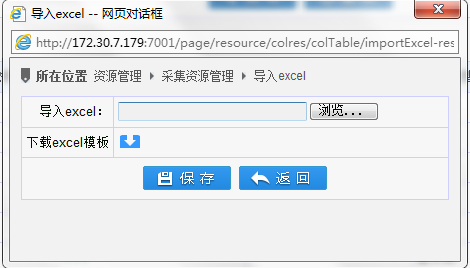 导入excel -- 网页对话框
http://172.30.7.179:7001/page/resource/colres/colTable/importExcel-res
所在位置 资源管理 采集资源管理 导入excel
导入excel： 浏览...
下载excel模板
保存 返回